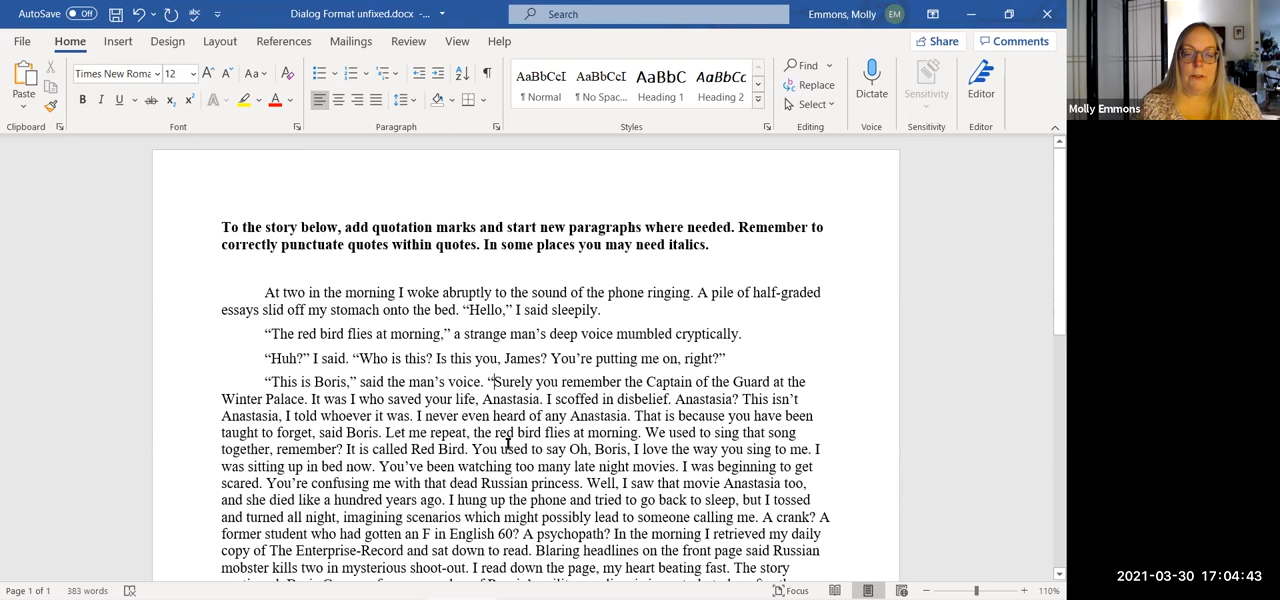 AutoSave Off abc Dialog Format unfixed.docx -... Search Emmons, Molly EM
File Home Insert Design Layout References Mailings Review View Help Share Comments
Times New Roma 12 A A Aa A AaBbCcI AaBbCcI AaBbC AaBbCc Find Replace Select
Paste B I U ab x₂ x² A A ¶ Normal ¶ No Spac... Heading 1 Heading 2 Dictate Sensitivity Editor
Clipboard Font Paragraph Styles Editing Voice Sensitivity Editor
Molly Emmons
To the story below, add quotation marks and start new paragraphs where needed. Remember to
correctly punctuate quotes within quotes. In some places you may need italics.
At two in the morning I woke abruptly to the sound of the phone ringing. A pile of half-graded
essays slid off my stomach onto the bed. “Hello,” I said sleepily.
“The red bird flies at morning,” a strange man’s deep voice mumbled cryptically.
“Huh?” I said. “Who is this? Is this you, James? You’re putting me on, right?”
“This is Boris,” said the man’s voice. “Surely you remember the Captain of the Guard at the
Winter Palace. It was I who saved your life, Anastasia. I scoffed in disbelief. Anastasia? This isn’t
Anastasia, I told whoever it was. I never even heard of any Anastasia. That is because you have been
taught to forget, said Boris. Let me repeat, the red bird flies at morning. We used to sing that song
together, remember? It is called Red Bird. You used to say Oh, Boris, I love the way you sing to me. I
was sitting up in bed now. You’ve been watching too many late night movies. I was beginning to get
scared. You’re confusing me with that dead Russian princess. Well, I saw that movie Anastasia too,
and she died like a hundred years ago. I hung up the phone and tried to go back to sleep, but I tossed
and turned all night, imagining scenarios which might possibly lead to someone calling me. A crank? A
former student who had gotten an F in English 60? A psychopath? In the morning I retrieved my daily
copy of The Enterprise-Record and sat down to read. Blaring headlines on the front page said Russian
mobster kills two in mysterious shoot-out. I read down the page, my heart beating fast. The story
2021-03-30 17:04:43
Page 1 of 1 383 words Focus 110%